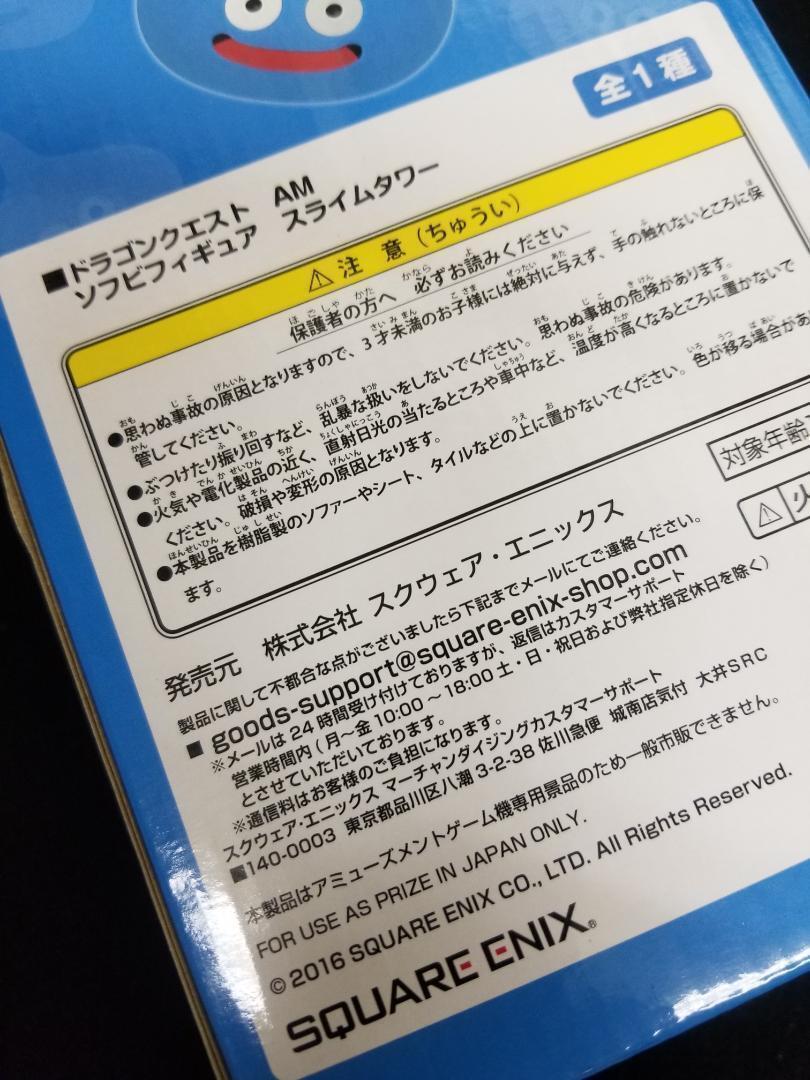 全1種
■ドラゴンクエスト AM
ソフビフィギュア スライムタワー
⚠ 注 意 (ちゅうい)
保護者の方へ 必ずお読みください
●思わぬ事故の原因となりますので、3才未満のお子様には絶対に与えず、手の触れないところに保
管してください。
●ぶつけたり振り回すなど、乱暴な扱いをしないでください。思わぬ事故の危険があります。
●火気や電化製品の近く、直射日光の当たるところや車中など、温度が高くなるところに置かないで
ください。破損や変形の原因となります。
●本製品を樹脂製のソファーやシート、タイルなどの上に置かないでください。色が移る場合があ
ます。
対象年齢
⚠ 火
発売元 株式会社 スクウェア・エニックス
製品に関して不都合な点がございましたら下記までメールにてご連絡ください。
■ goods-support@square-enix-shop.com
※メールは24時間受け付けておりますが、返信はカスタマーサポート
営業時間内(月~金10:00~18:00土・日・祝日および弊社指定休日を除く)
とさせていただいております。
※通信料はお客様のご負担になります。
スクウェア・エニックス マーチャンダイジングカスタマーサポート
■140-0003 東京都品川区八潮 3-2-38 佐川急便 城南店気付 大井SRC
本製品はアミューズメントゲーム機専用景品のため一般市販できません。
FOR USE AS PRIZE IN JAPAN ONLY.
© 2016 SQUARE ENIX CO., LTD. All Rights Reserved.
SQUARE ENIX®